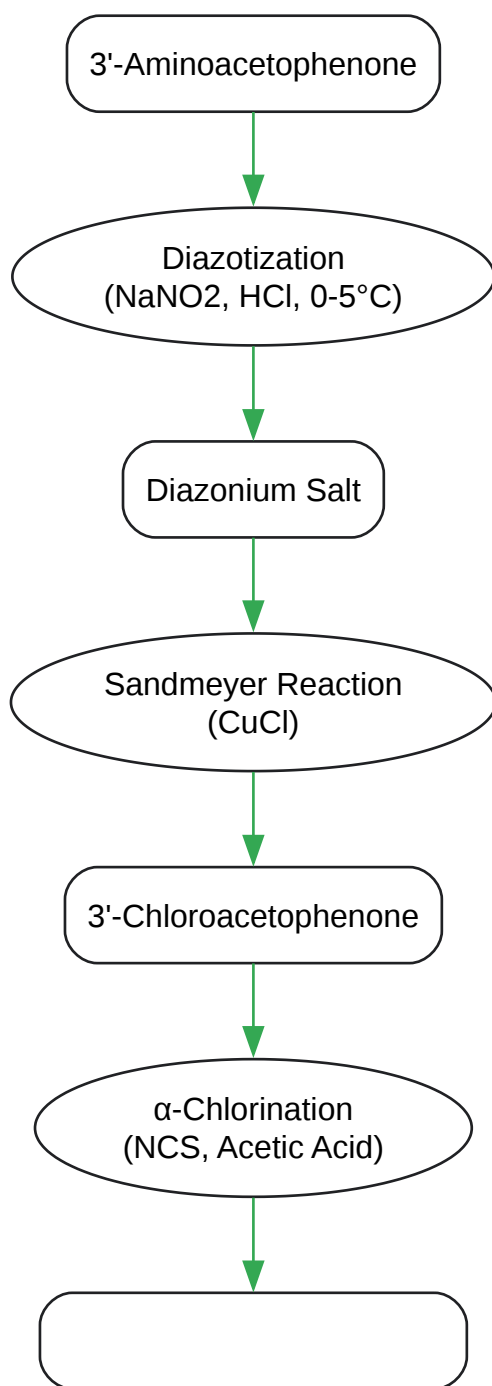 3'-Aminoacetophenone
Diazotization
(NaNO2, HCl, 0-5°C)
Diazonium Salt
Sandmeyer Reaction
(CuCl)
3'-Chloroacetophenone
α-Chlorination
(NCS, Acetic Acid)